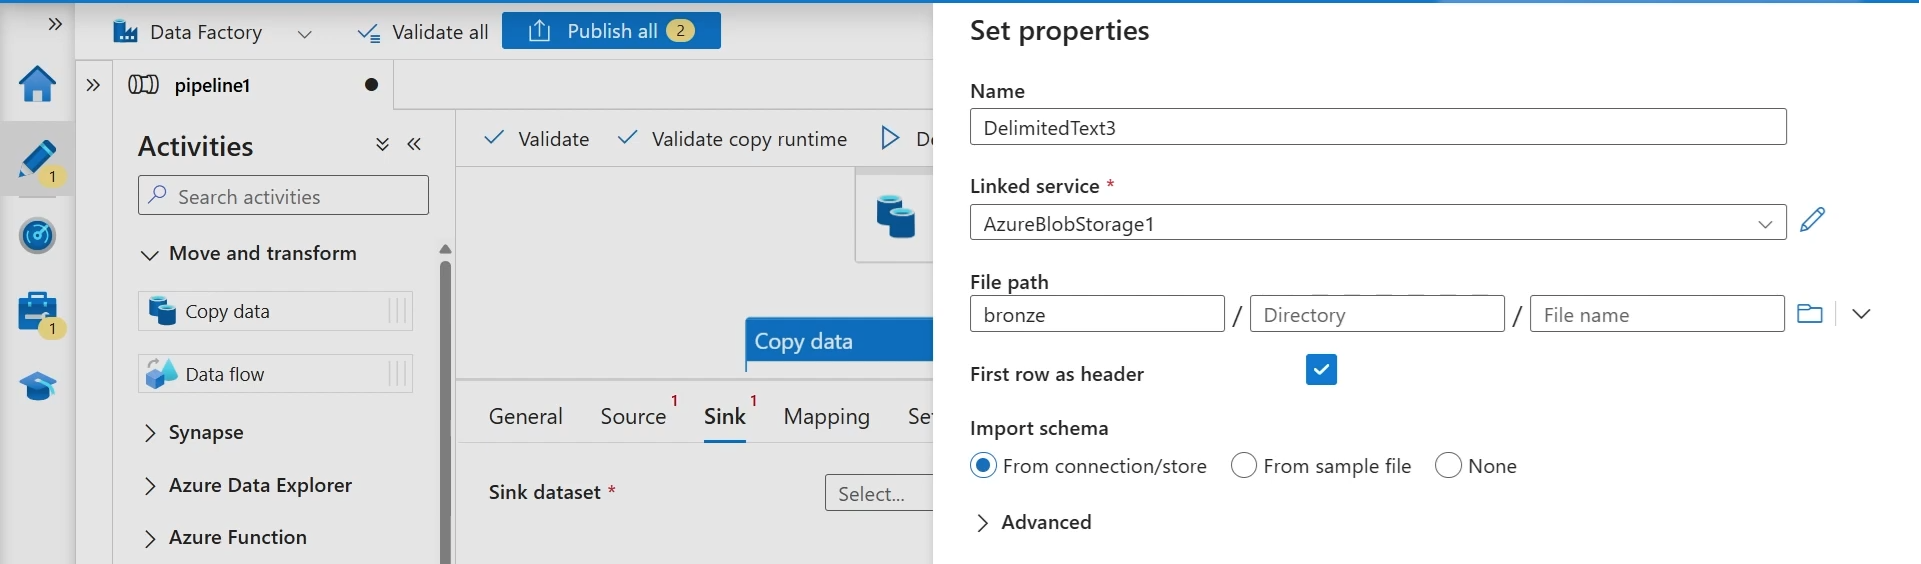 Data Factory
Validate all
Publish all 2
pipeline1
Activities
Search activities
Move and transform
Copy data
Data flow
Synapse
Azure Data Explorer
Azure Function
1
1
Validate
Validate copy runtime
Copy data
General
Source 1
Sink 1
Mapping
Sink dataset *
Select...
Set properties
Name
DelimitedText3
Linked service *
AzureBlobStorage1
File path
bronze / Directory / File name
First row as header
Import schema
From connection/store
From sample file
None
Advanced